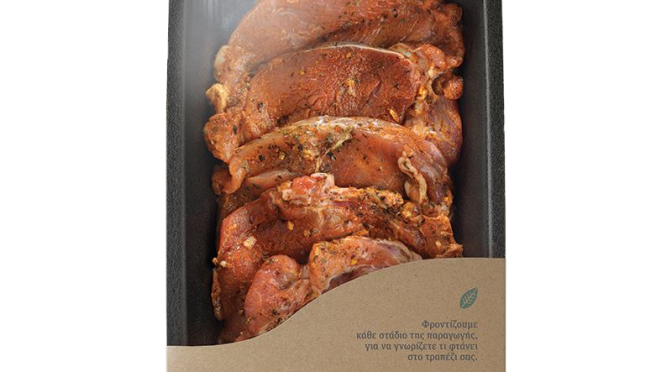 Φροντίζουμε
κάθε στάδιο της παραγωγής,
για να γνωρίζετε τι φτάνει
στο τραπέζι σας.